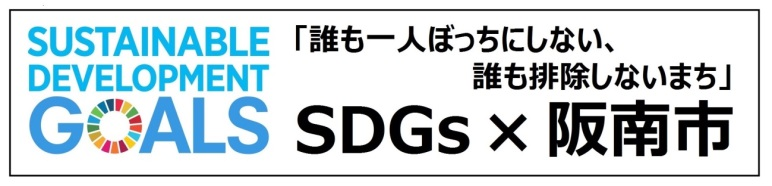 SUSTAINABLE
DEVELOPMENT
GOALS
「誰も一人ぼっちにしない、
誰も排除しないまち」
SDGs×阪南市